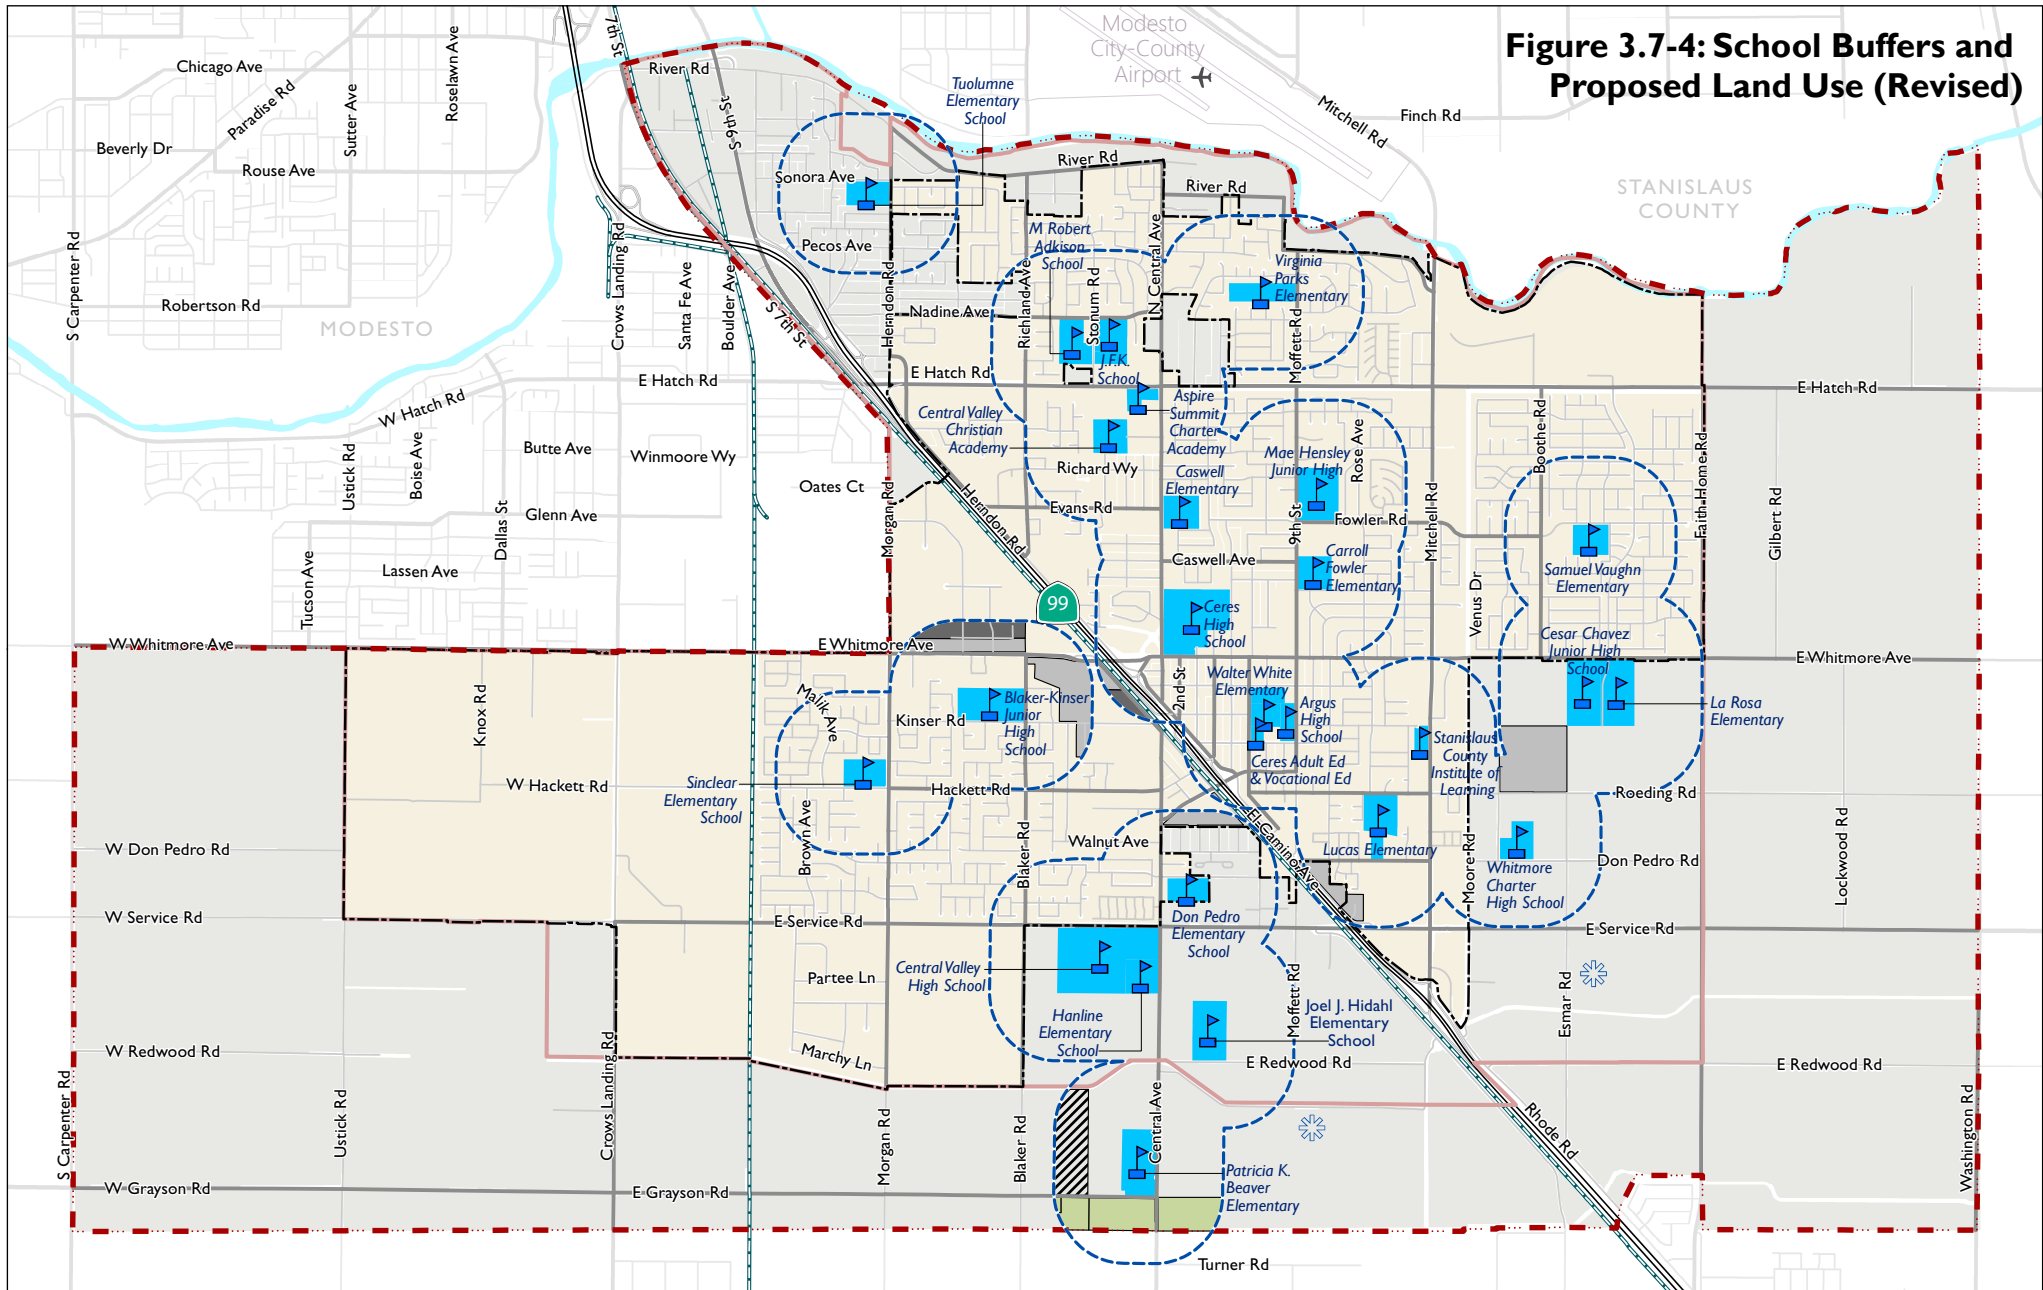 Figure 3.7-4: School Buffers and
Proposed Land Use (Revised)
Modesto
City-County
Airport
STANISLAUS
COUNTY
MODESTO
Chicago Ave
Paradise Rd
Sutter Ave
Roselawn Ave
Beverly Dr
Rouse Ave
Robertson Rd
S Carpenter Rd
7th St
River Rd
S 9th St
Tuolumne
Elementary
School
Sonora Ave
Pecos Ave
River Rd
River Rd
Mitchell Rd
Finch Rd
Crows Landing Rd
Santa Fe Ave
Boulder Ave
S 7th St
Herndon Rd
Nadine Ave
Richland Ave
M Robert
Adkison
School
Stonum Rd
N Central Ave
Virginia
Parks
Elementary
Moffett Rd
J.F.K.
School
E Hatch Rd
E Hatch Rd
E Hatch Rd
W Hatch Rd
Central Valley
Christian
Academy
Aspire
Summit
Charter
Academy
Richard Wy
Caswell
Elementary
Mae Hensley
Junior High
Rose Ave
Boothe Rd
Faith Home Rd
Gilbert Rd
Ustick Rd
Boise Ave
Butte Ave
Winmoore Wy
Oates Ct
Glenn Ave
Dallas St
Lassen Ave
Tucson Ave
Morgan Rd
Herndon Rd
Evans Rd
9th St
Fowler Rd
Mitchell Rd
Caswell Ave
Carroll
Fowler
Elementary
Samuel Vaughn
Elementary
Venus Dr
99
Ceres
High
School
Cesar Chavez
Junior High
School
W Whitmore Ave
E Whitmore Ave
E Whitmore Ave
Knox Rd
Malik Ave
Kinser Rd
Blaker-Kinser
Junior
High
School
2nd St
Walter White
Elementary
Argus
High
School
Ceres Adult Ed
& Vocational Ed
Stanislaus
County
Institute of
Learning
La Rosa
Elementary
Sinclear
Elementary
School
W Hackett Rd
Hackett Rd
Roeding Rd
Brown Ave
Blaker Rd
Walnut Ave
El Camino Ave
Lucas Elementary
Moore Rd
Whitmore
Charter
High School
Don Pedro Rd
Lockwood Rd
W Don Pedro Rd
W Service Rd
E Service Rd
E Service Rd
Don Pedro
Elementary
School
Partee Ln
Central Valley
High School
Hanline
Elementary
School
Moffett Rd
Joel J. Hidahl
Elementary
School
Esmar Rd
W Redwood Rd
Marchy Ln
E Redwood Rd
E Redwood Rd
S Carpenter Rd
Ustick Rd
Crows Landing Rd
Morgan Rd
Blaker Rd
Central Ave
Rhode Rd
Washington Rd
W Grayson Rd
E Grayson Rd
Patricia K.
Beaver
Elementary
Turner Rd